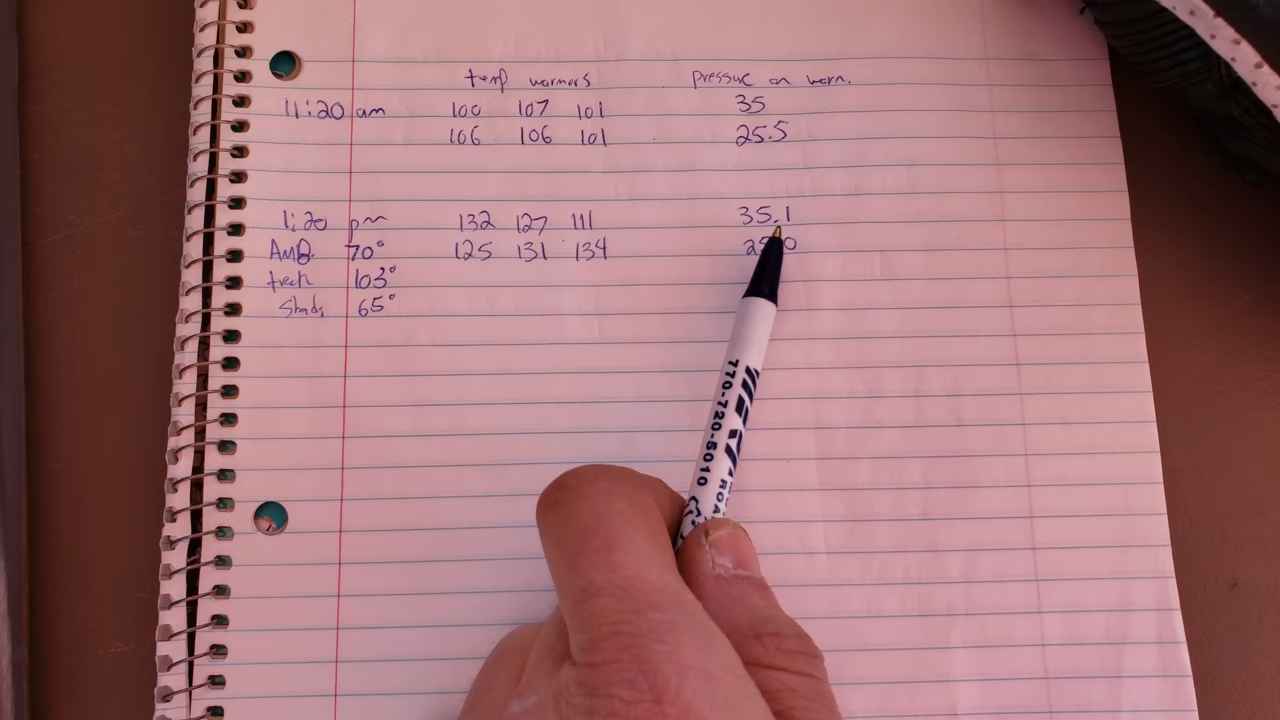 temp warmers pressure on warm.
11:20 am 100 107 101 35
106 106 101 25.5
1:20 pm 132 127 111 35.1
AmB. 70° 125 131 134
track 103°
Shade 65°
770-720-5010